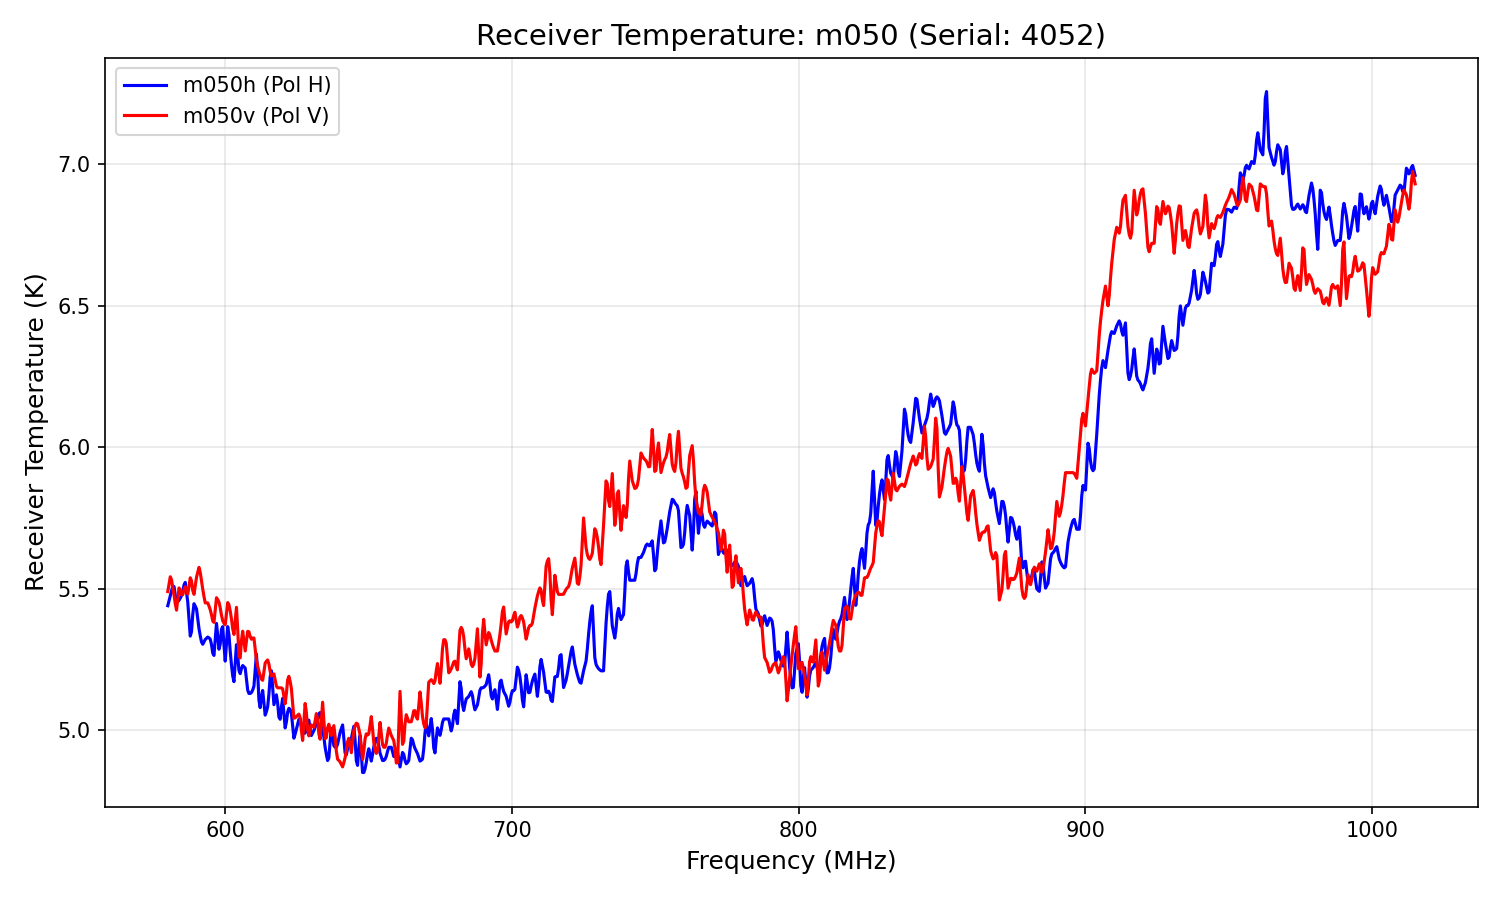 Receiver Temperature: m050 (Serial: 4052)
m050h (Pol H)
m050v (Pol V)
Receiver Temperature (K)
7.0
6.5
6.0
5.5
5.0
600
700
800
900
1000
Frequency (MHz)